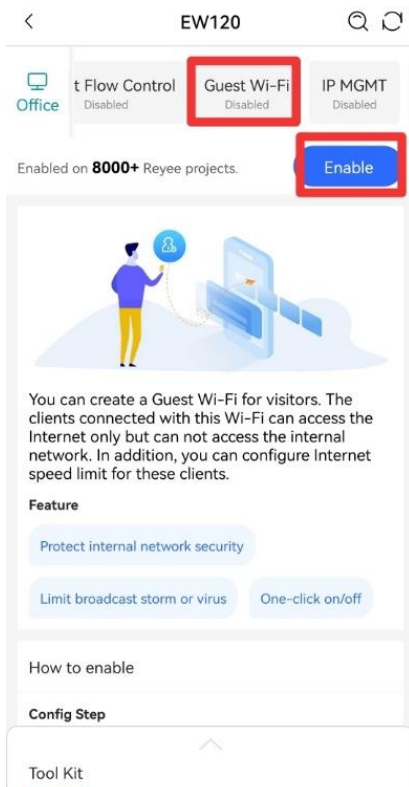 EW120
Office
t Flow Control
Disabled
Guest Wi-Fi
Disabled
IP MGMT
Disabled
Enabled on 8000+ Reyee projects.
Enable
You can create a Guest Wi-Fi for visitors. The
clients connected with this Wi-Fi can access the
Internet only but can not access the internal
network. In addition, you can configure Internet
speed limit for these clients.
Feature
Protect internal network security
Limit broadcast storm or virus
One-click on/off
How to enable
Config Step
Tool Kit